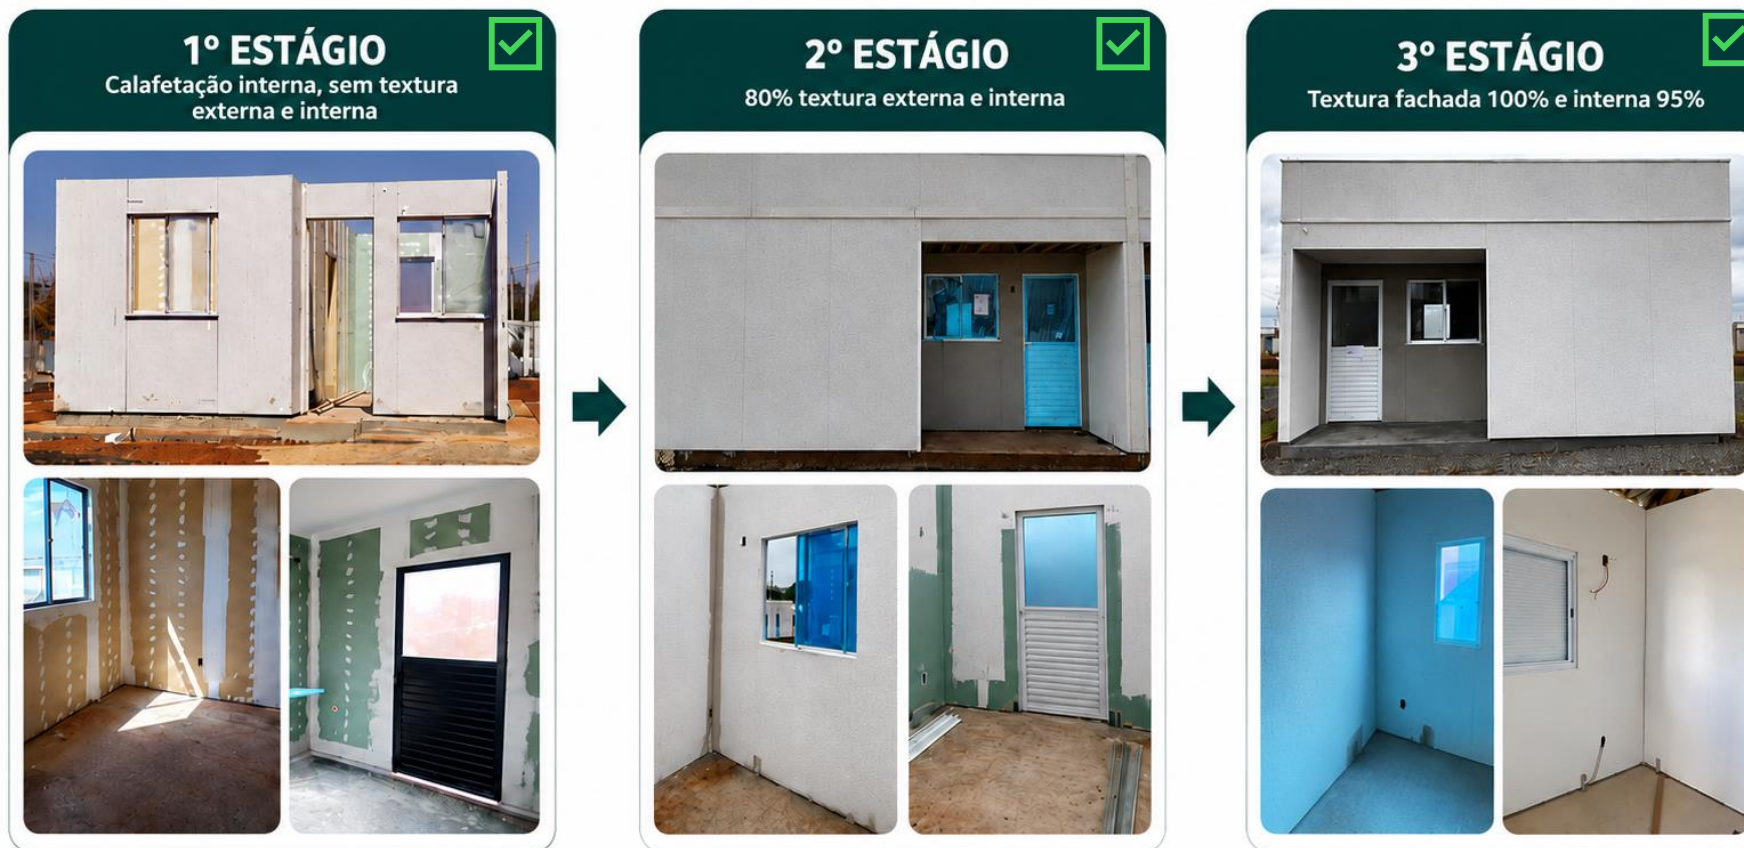 1º ESTÁGIO
Calafetação interna, sem textura
externa e interna
2º ESTÁGIO
80% textura externa e interna
3º ESTÁGIO
Textura fachada 100% e interna 95%